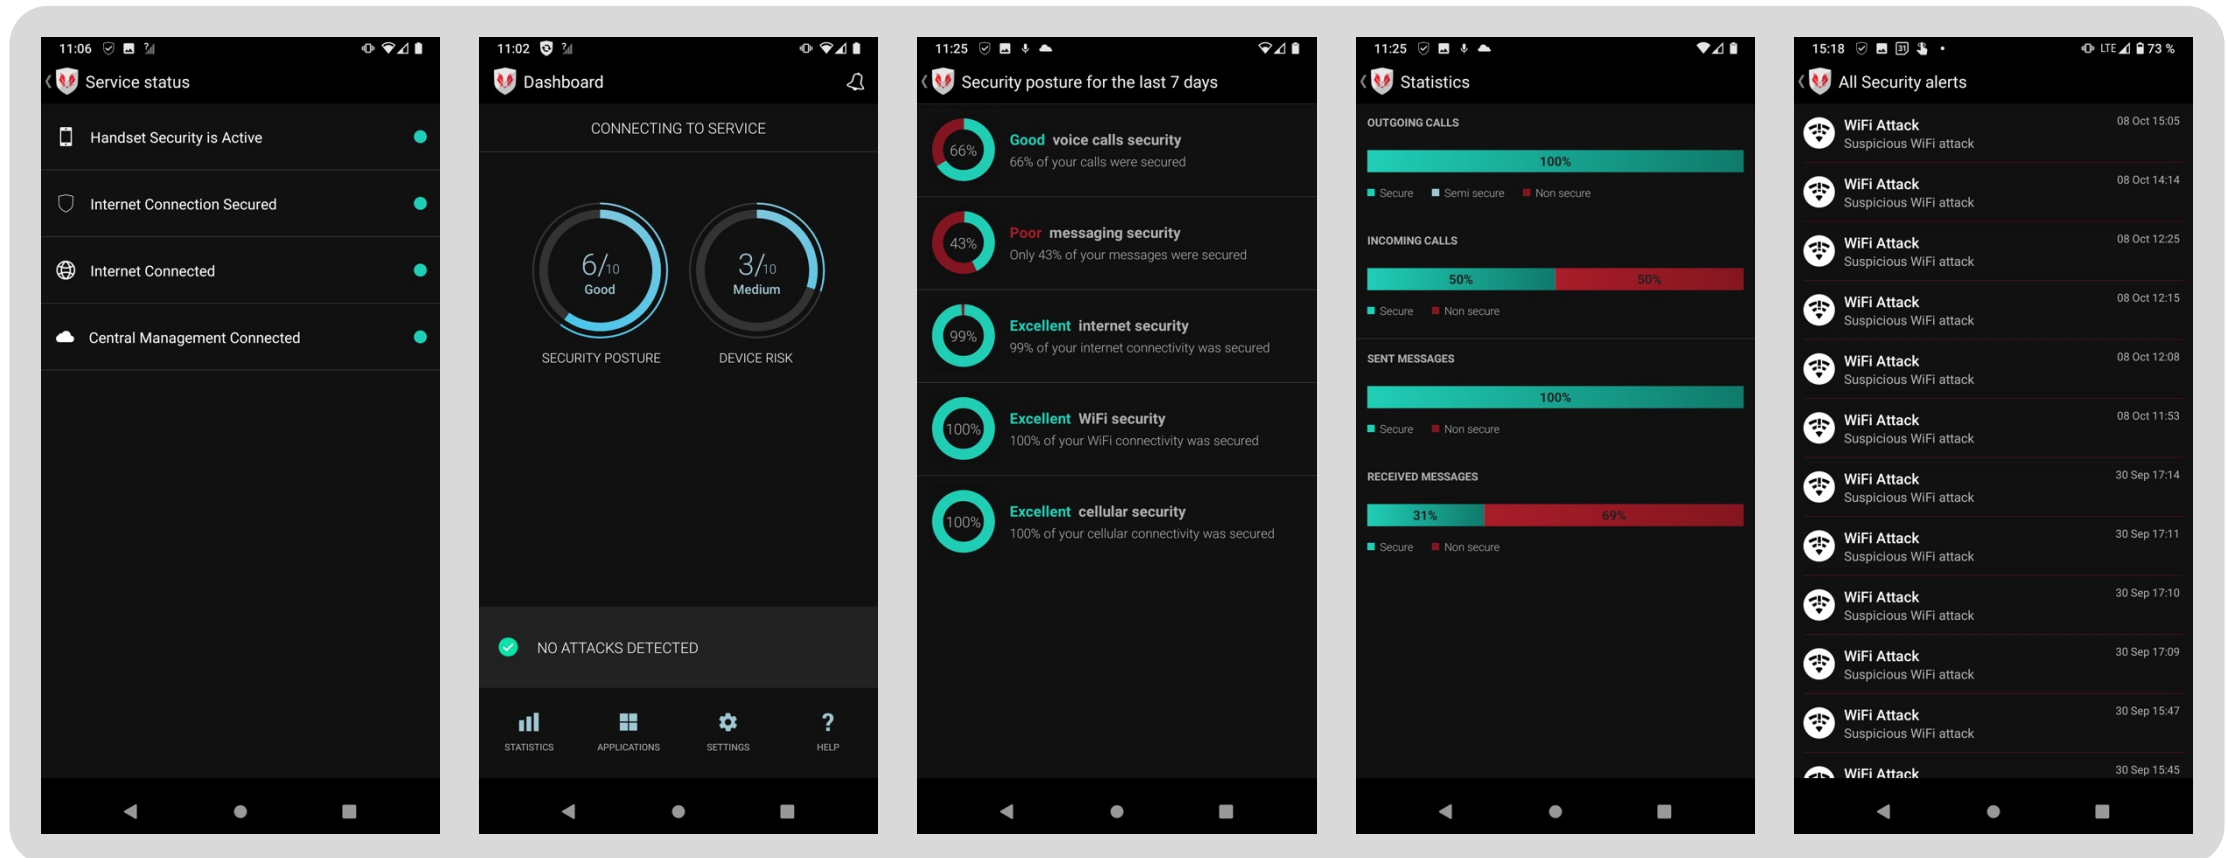 11:06
Service status
Handset Security is Active
Internet Connection Secured
Internet Connected
Central Management Connected
11:02
Dashboard
CONNECTING TO SERVICE
6/10
Good
3/10
Medium
SECURITY POSTURE
DEVICE RISK
NO ATTACKS DETECTED
STATISTICS
APPLICATIONS
SETTINGS
?
HELP
11:25
Security posture for the last 7 days
66%
Good voice calls security
66% of your calls were secured
43%
Poor messaging security
Only 43% of your messages were secured
99%
Excellent internet security
99% of your internet connectivity was secured
100%
Excellent WiFi security
100% of your WiFi connectivity was secured
100%
Excellent cellular security
100% of your cellular connectivity was secured
11:25
Statistics
OUTGOING CALLS
100%
Secure Semi secure Non secure
INCOMING CALLS
50% 50%
Secure Non secure
SENT MESSAGES
100%
Secure Non secure
RECEIVED MESSAGES
31% 69%
Secure Non secure
15:18 31 LTE 73 %
All Security alerts
WiFi Attack 08 Oct 15:05
Suspicious WiFi attack
WiFi Attack 08 Oct 14:14
Suspicious WiFi attack
WiFi Attack 08 Oct 12:25
Suspicious WiFi attack
WiFi Attack 08 Oct 12:15
Suspicious WiFi attack
WiFi Attack 08 Oct 12:08
Suspicious WiFi attack
WiFi Attack 08 Oct 11:53
Suspicious WiFi attack
WiFi Attack 30 Sep 17:14
Suspicious WiFi attack
WiFi Attack 30 Sep 17:11
Suspicious WiFi attack
WiFi Attack 30 Sep 17:10
Suspicious WiFi attack
WiFi Attack 30 Sep 17:09
Suspicious WiFi attack
WiFi Attack 30 Sep 15:47
Suspicious WiFi attack
WiFi Attack 30 Sep 15:45